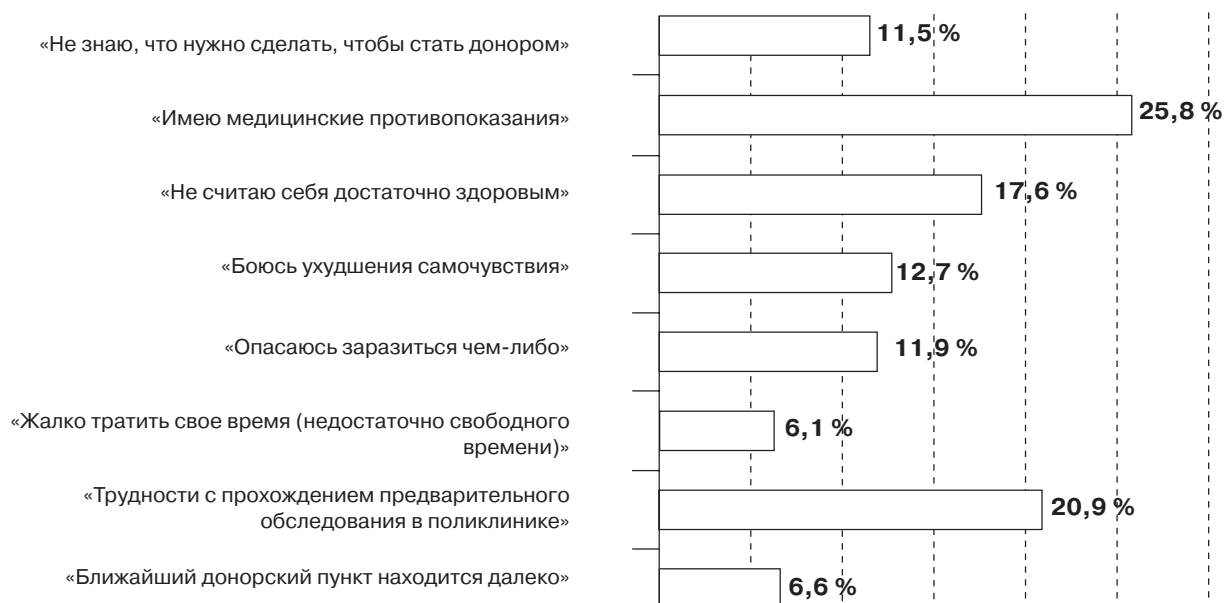 «Не знаю, что нужно сделать, чтобы стать донором»
11,5 %
«Имею медицинские противопоказания»
25,8 %
«Не считаю себя достаточно здоровым»
17,6 %
«Боюсь ухудшения самочувствия»
12,7 %
«Опасаюсь заразиться чем-либо»
11,9 %
«Жалко тратить свое время (недостаточно свободного
времени)»
6,1 %
«Трудности с прохождением предварительного
обследования в поликлинике»
20,9 %
«Ближайший донорский пункт находится далеко»
6,6 %